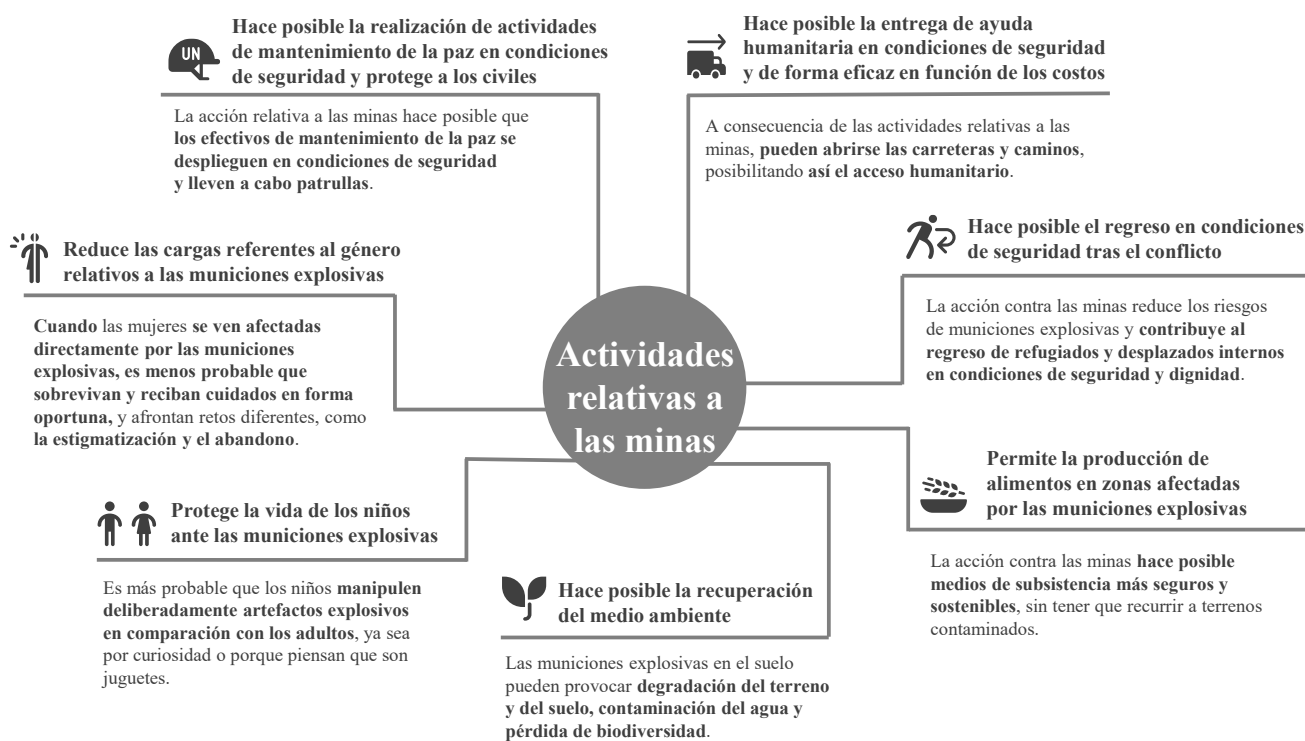 UN
Hace posible la realización de actividades
de mantenimiento de la paz en condiciones
de seguridad y protege a los civiles
La acción relativa a las minas hace posible que
los efectivos de mantenimiento de la paz se
desplieguen en condiciones de seguridad
y lleven a cabo patrullas.
Hace posible la entrega de ayuda
humanitaria en condiciones de seguridad
y de forma eficaz en función de los costos
A consecuencia de las actividades relativas a las
minas, pueden abrirse las carreteras y caminos,
posibilitando así el acceso humanitario.
Reduce las cargas referentes al género
relativos a las municiones explosivas
Cuando las mujeres se ven afectadas
directamente por las municiones
explosivas, es menos probable que
sobrevivan y reciban cuidados en forma
oportuna, y afrontan retos diferentes, como
la estigmatización y el abandono.
Hace posible el regreso en condiciones
de seguridad tras el conflicto
La acción contra las minas reduce los riesgos
de municiones explosivas y contribuye al
regreso de refugiados y desplazados internos
en condiciones de seguridad y dignidad.
Actividades
relativas a
las minas
Protege la vida de los niños
ante las municiones explosivas
Es más probable que los niños manipulen
deliberadamente artefactos explosivos
en comparación con los adultos, ya sea
por curiosidad o porque piensan que son
juguetes.
Hace posible la recuperación
del medio ambiente
Las municiones explosivas en el suelo
pueden provocar degradación del terreno
y del suelo, contaminación del agua y
pérdida de biodiversidad.
Permite la producción de
alimentos en zonas afectadas
por las municiones explosivas
La acción contra las minas hace posible
medios de subsistencia más seguros y
sostenibles, sin tener que recurrir a terrenos
contaminados.